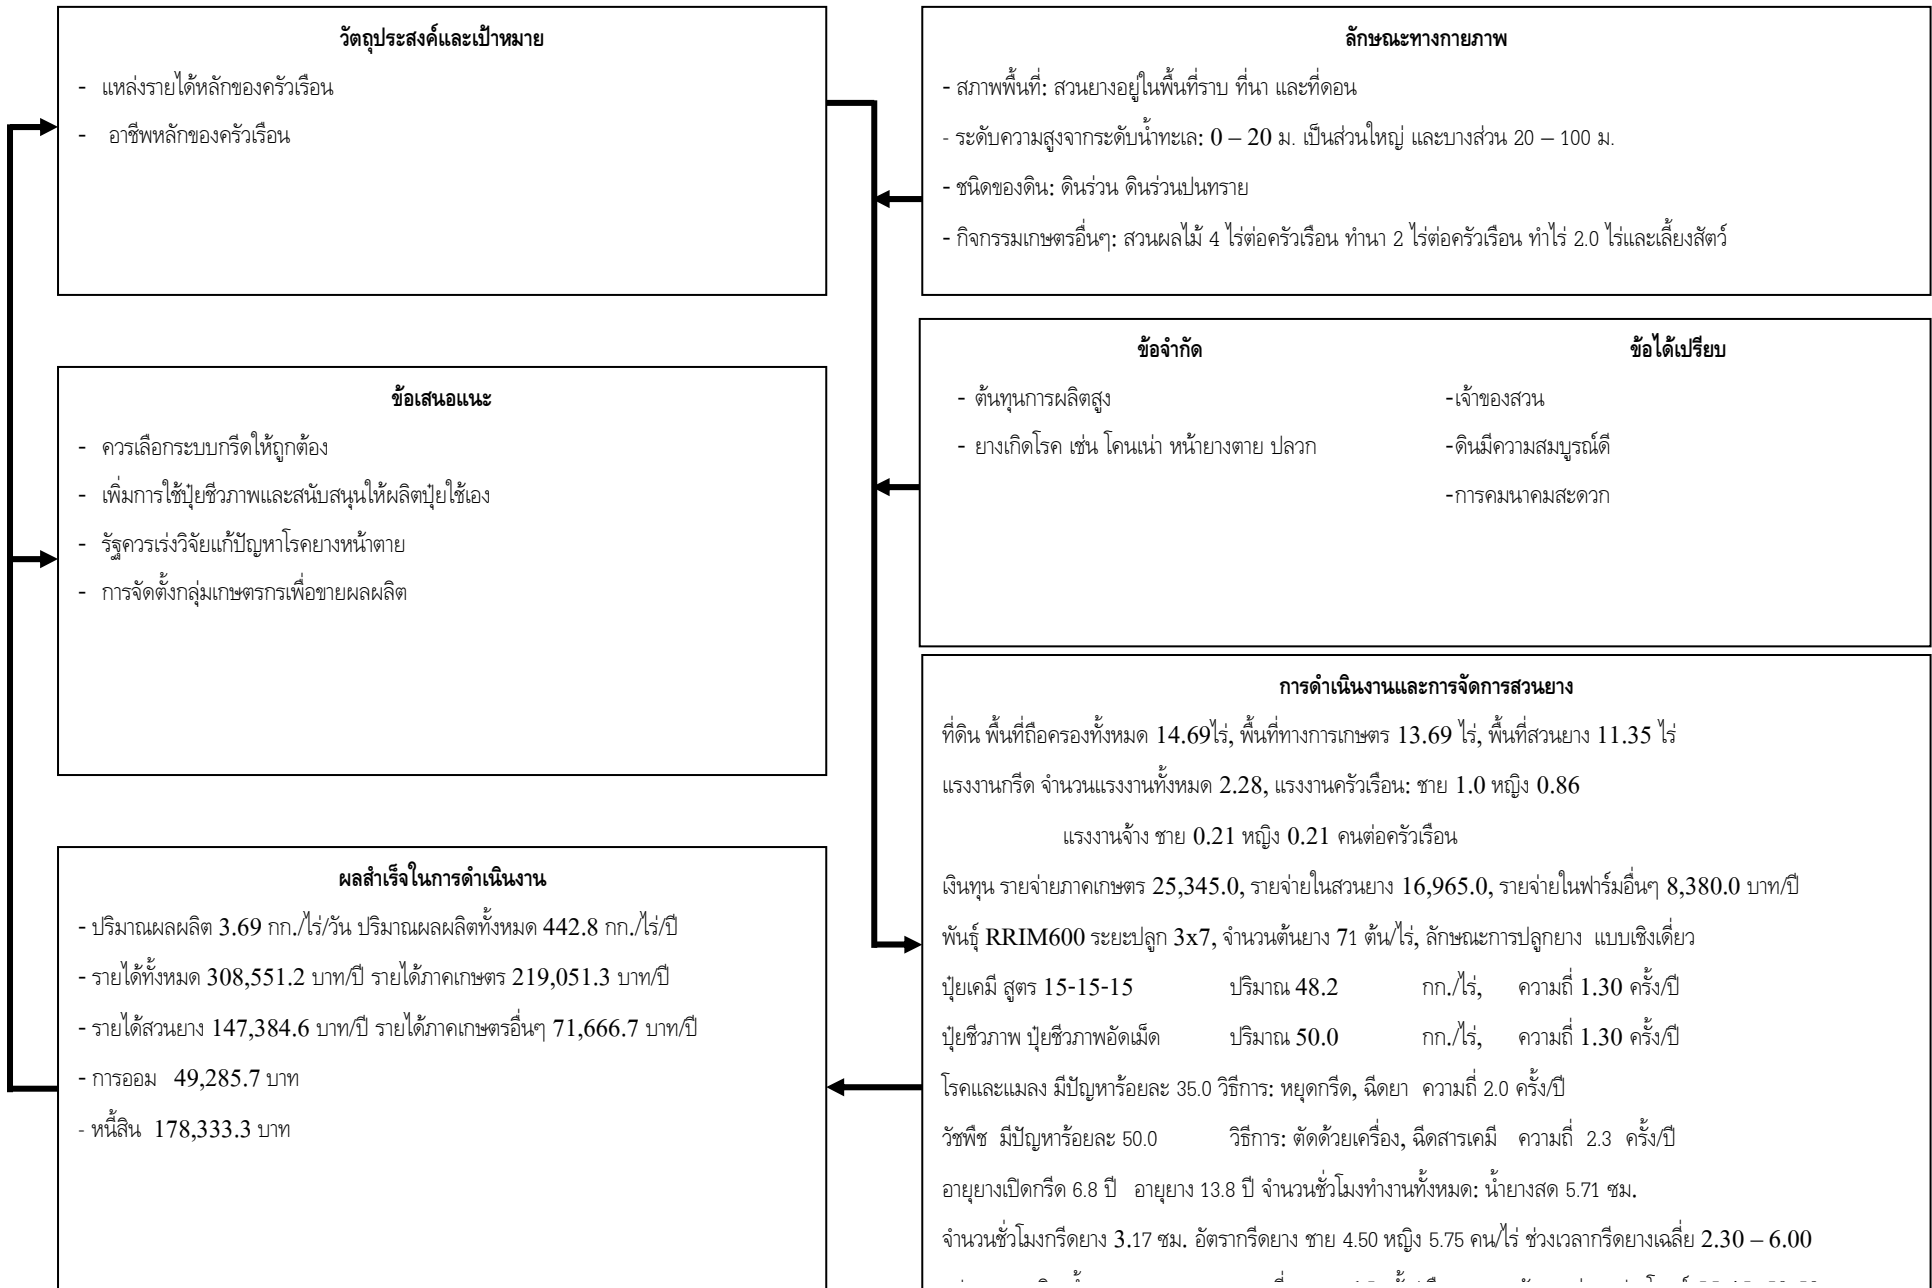 วัตถุประสงค์และเป้าหมาย
- แหล่งรายได้หลักของครัวเรือน
- อาชีพหลักของครัวเรือน
ลักษณะทางกายภาพ
- สภาพพื้นที่: สวนยางอยู่ในพื้นที่ราบ ที่นา และที่ดอน
- ระดับความสูงจากระดับน้ำทะเล: 0 – 20 ม. เป็นส่วนใหญ่ และบางส่วน 20 – 100 ม.
- ชนิดของดิน: ดินร่วน ดินร่วนปนทราย
- กิจกรรมเกษตรอื่นๆ: สวนผลไม้ 4 ไร่ต่อครัวเรือน ทำนา 2 ไร่ต่อครัวเรือน ทำไร่ 2.0 ไร่และเลี้ยงสัตว์
ข้อจำกัด
- ต้นทุนการผลิตสูง
- ยางเกิดโรค เช่น โคนเน่า หน้ายางตาย ปลวก
ข้อได้เปรียบ
-เจ้าของสวน
-ดินมีความสมบูรณ์ดี
-การคมนาคมสะดวก
ข้อเสนอแนะ
- ควรเลือกระบบกรีดให้ถูกต้อง
- เพิ่มการใช้ปุ๋ยชีวภาพและสนับสนุนให้ผลิตปุ๋ยใช้เอง
- รัฐควรเร่งวิจัยแก้ปัญหาโรคยางหน้าตาย
- การจัดตั้งกลุ่มเกษตรกรเพื่อขายผลผลิต
การดำเนินงานและการจัดการสวนยาง
ที่ดิน พื้นที่ถือครองทั้งหมด 14.69ไร่, พื้นที่ทางการเกษตร 13.69 ไร่, พื้นที่สวนยาง 11.35 ไร่
แรงงานกรีด จำนวนแรงงานทั้งหมด 2.28, แรงงานครัวเรือน: ชาย 1.0 หญิง 0.86
แรงงานจ้าง ชาย 0.21 หญิง 0.21 คนต่อครัวเรือน
เงินทุน รายจ่ายภาคเกษตร 25,345.0, รายจ่ายในสวนยาง 16,965.0, รายจ่ายในฟาร์มอื่นๆ 8,380.0 บาท/ปี
พันธุ์ RRIM600 ระยะปลูก 3x7, จำนวนต้นยาง 71 ต้น/ไร่, ลักษณะการปลูกยาง แบบเชิงเดี่ยว
ปุ๋ยเคมี สูตร 15-15-15 ปริมาณ 48.2 กก./ไร่, ความถี่ 1.30 ครั้ง/ปี
ปุ๋ยชีวภาพ ปุ๋ยชีวภาพอัดเม็ด ปริมาณ 50.0 กก./ไร่, ความถี่ 1.30 ครั้ง/ปี
โรคและแมลง มีปัญหาร้อยละ 35.0 วิธีการ: หยุดกรีด, ฉีดยา ความถี่ 2.0 ครั้ง/ปี
วัชพืช มีปัญหาร้อยละ 50.0 วิธีการ: ตัดด้วยเครื่อง, ฉีดสารเคมี ความถี่ 2.3 ครั้ง/ปี
อายุยางเปิดกรีด 6.8 ปี อายุยาง 13.8 ปี จำนวนชั่วโมงทำงานทั้งหมด: น้ำยางสด 5.71 ซม.
จำนวนชั่วโมงกรีดยาง 3.17 ซม. อัตรากรีดยาง ชาย 4.50 หญิง 5.75 คน/ไร่ ช่วงเวลากรีดยางเฉลี่ย 2.30 – 6.00
ผลสำเร็จในการดำเนินงาน
- ปริมาณผลผลิต 3.69 กก./ไร่/วัน ปริมาณผลผลิตทั้งหมด 442.8 กก./ไร่/ปี
- รายได้ทั้งหมด 308,551.2 บาท/ปี รายได้ภาคเกษตร 219,051.3 บาท/ปี
- รายได้สวนยาง 147,384.6 บาท/ปี รายได้ภาคเกษตรอื่นๆ 71,666.7 บาท/ปี
- การออม 49,285.7 บาท
- หนี้สิน 178,333.3 บาท